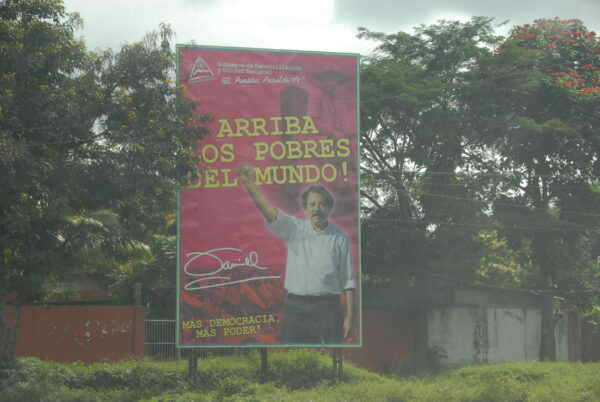 Gobierno de Reconciliación
y Unidad Nacional
El Pueblo, Presidente!
ARRIBA
LOS POBRES
DEL MUNDO!
Daniel
MÁS DEMOCRACIA,
MÁS PODER!